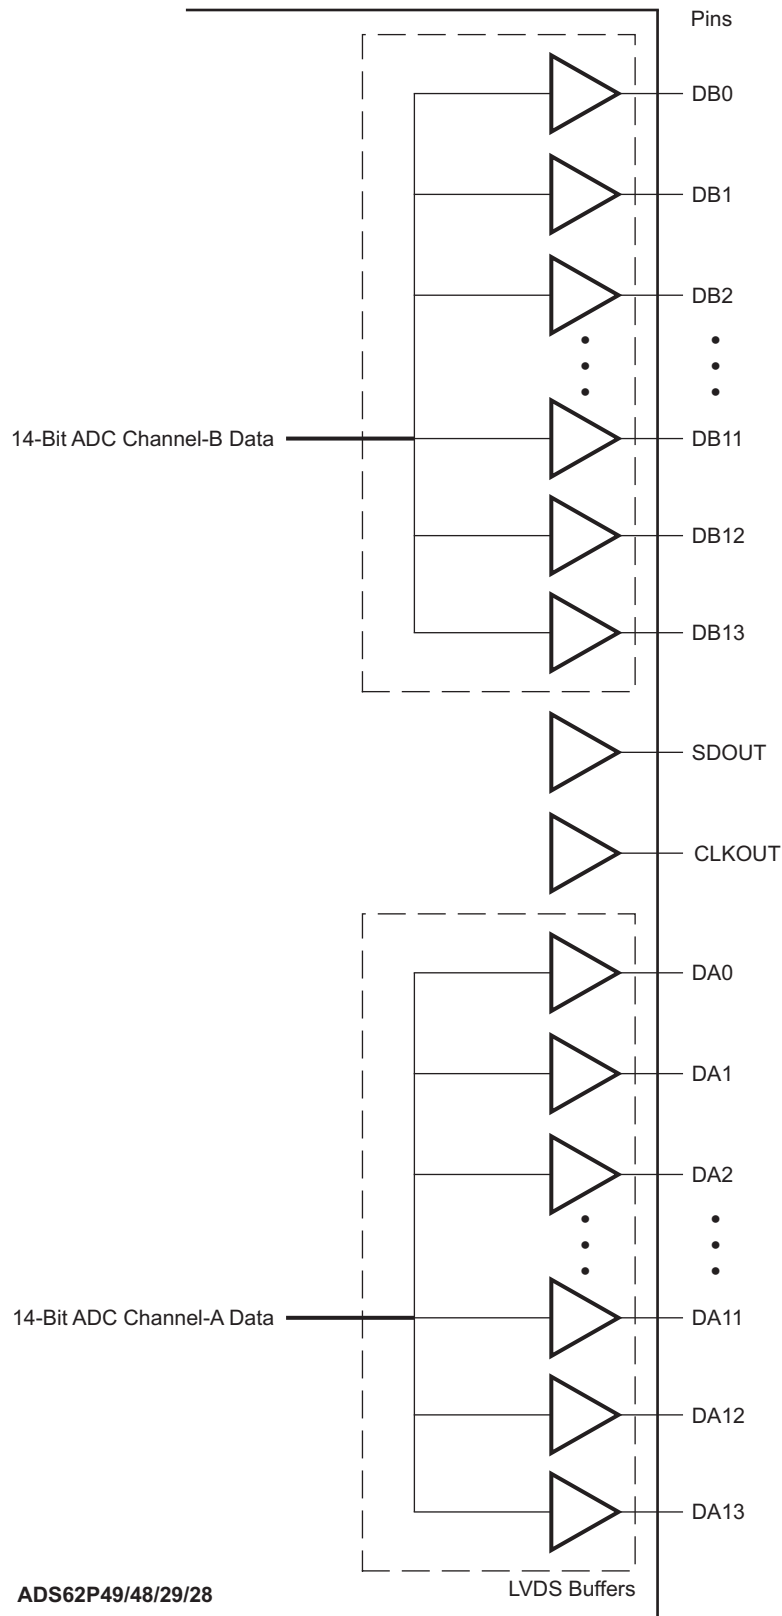 Pins
DB0
DB1
DB2
14-Bit ADC Channel-B Data
DB11
DB12
DB13
SDOUT
CLKOUT
DA0
DA1
DA2
14-Bit ADC Channel-A Data
DA11
DA12
DA13
LVDS Buffers
ADS62P49/48/29/28